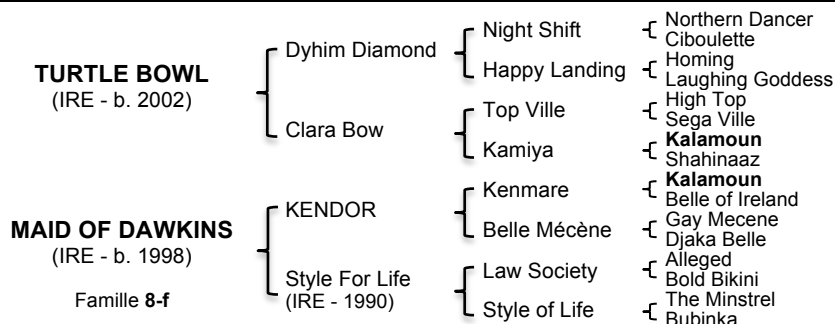 TURTLE BOWL
(IRE - b. 2002)
Dyhim Diamond
Clara Bow
Night Shift
Happy Landing
Top Ville
Kamiya
Northern Dancer
Ciboulette
Homing
Laughing Goddess
High Top
Sega Ville
Kalamoun
Shahinaaz
MAID OF DAWKINS
(IRE - b. 1998)
Famille 8-f
KENDOR
Style For Life
(IRE - 1990)
Kenmare
Belle Mécène
Law Society
Style of Life
Kalamoun
Belle of Ireland
Gay Mecene
Djaka Belle
Alleged
Bold Bikini
The Minstrel
Bubinka